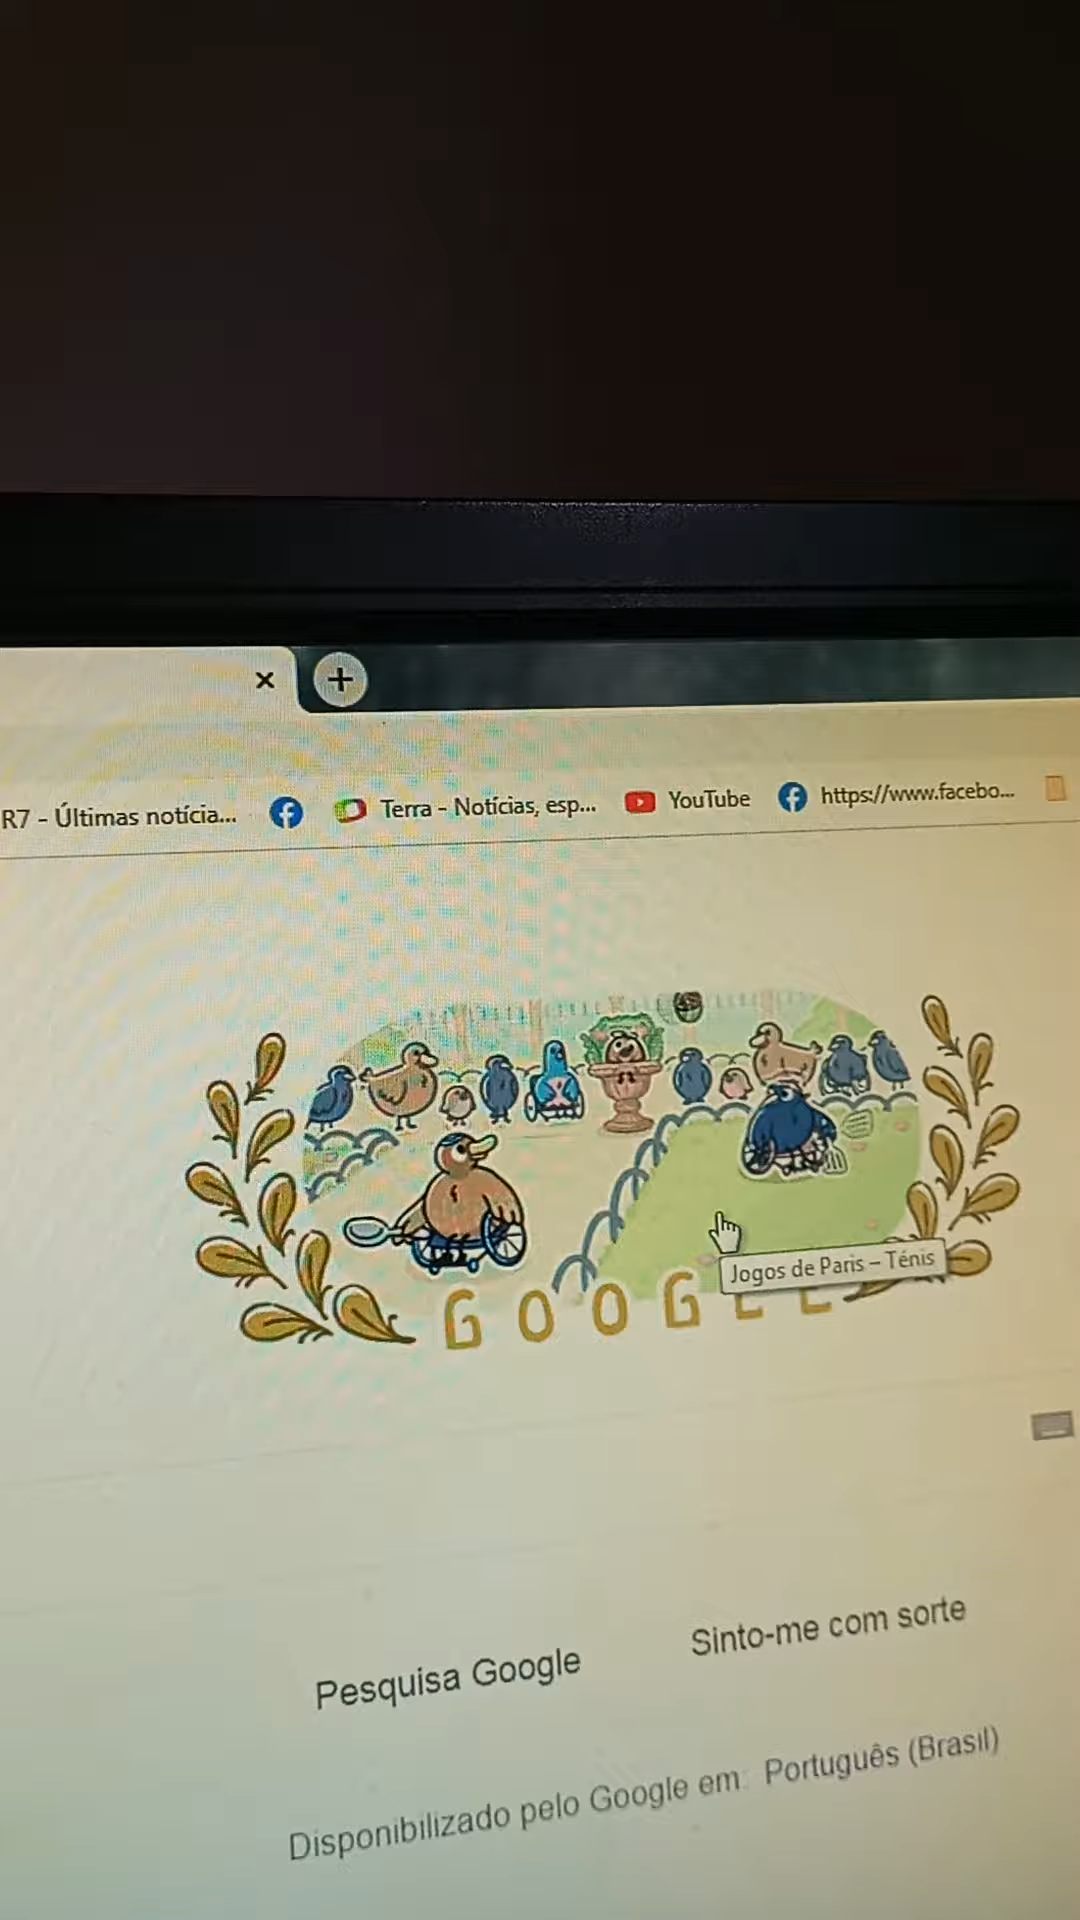 R7 - Últimas notícia...
Terra - Notícias, esp...
YouTube
https://www.facebo...
Jogos de Paris – Ténis
GOOGLE
Pesquisa Google
Sinto-me com sorte
Disponibilizado pelo Google em: Português (Brasil)